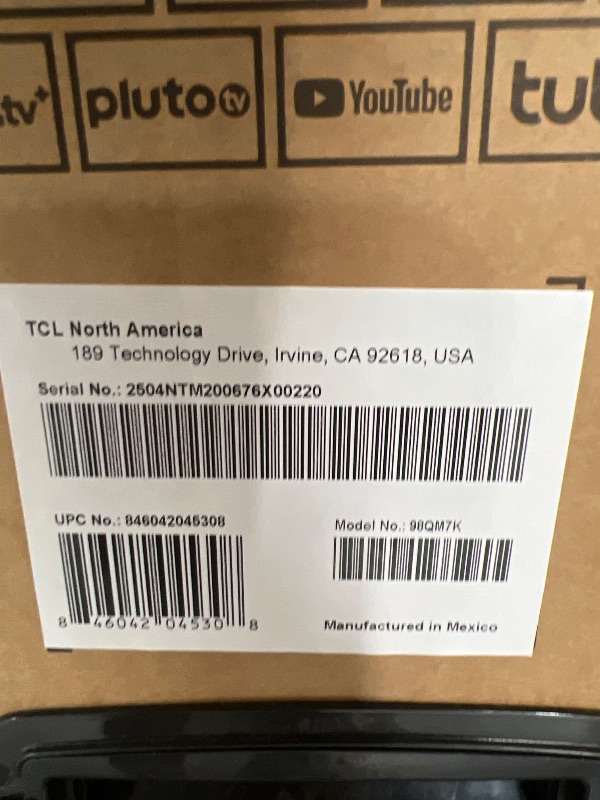 tv+
pluto tv
YouTube
TCL North America
189 Technology Drive, Irvine, CA 92618, USA
Serial No.: 2504NTM200676X00220
UPC No.: 846042045308
Model No.: 98QM7K
8 46042 04530 8
Manufactured in Mexico